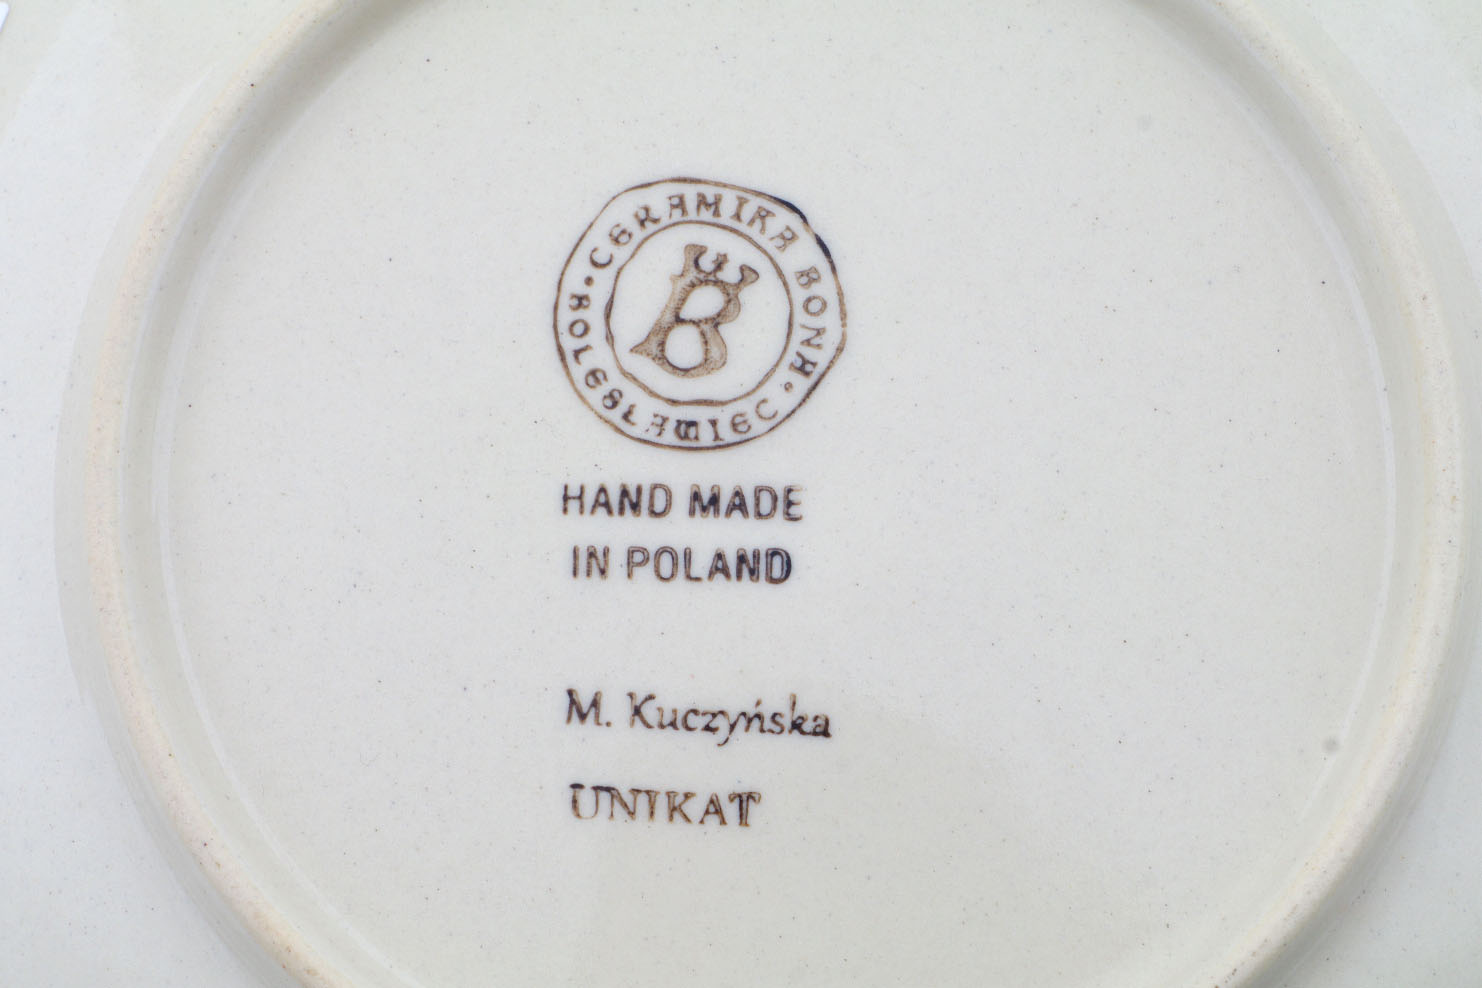 CERAMIKA BONA • BOLESŁAWIEC •
B
HAND MADE
IN POLAND
M. Kuczyńska
UNIKAT